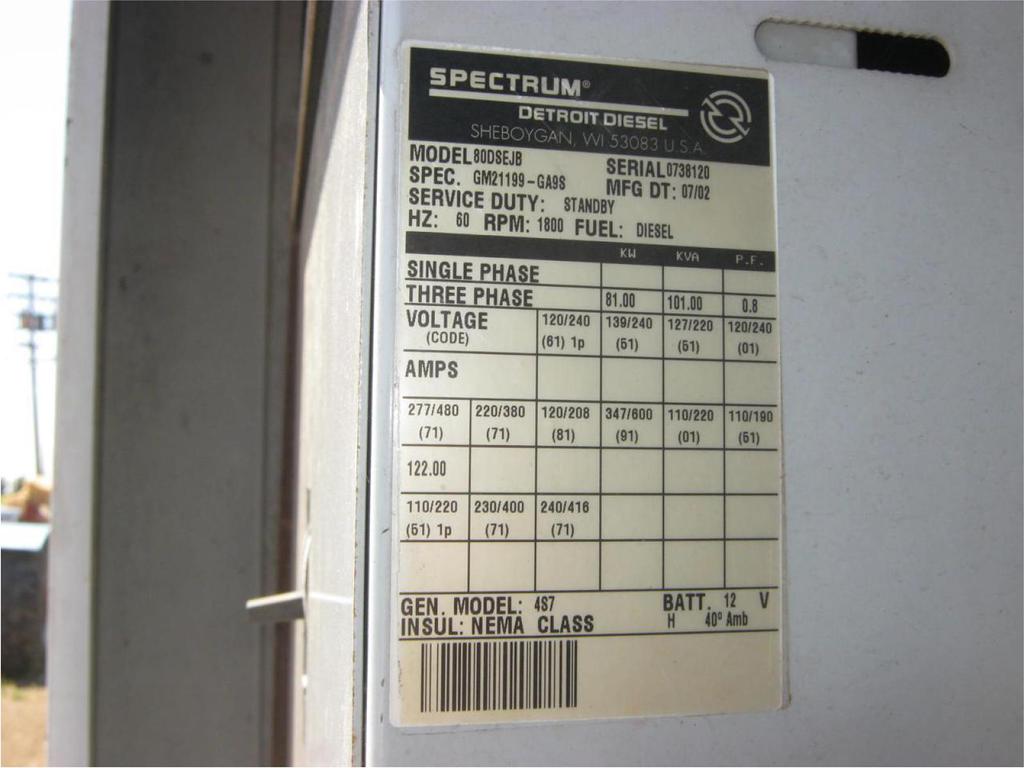 SPECTRUM®
DETROIT DIESEL
SHEBOYGAN, WI 53083 U.S.A.
MODEL 80DSEJB SERIAL 0738120
SPEC. GM21199-GA9S MFG DT: 07/02
SERVICE DUTY: STANDBY
HZ: 60 RPM: 1800 FUEL: DIESEL
KW KVA P.F.
SINGLE PHASE
THREE PHASE 81.00 101.00 0.8
VOLTAGE 120/240 139/240 127/220 120/240
(CODE) (61) 1p (51) (51) (01)
AMPS
277/480 220/380 120/208 347/600 110/220 110/190
(71) (71) (81) (91) (01) (51)
122.00
110/220 230/400 240/416
(51) 1p (71) (71)
GEN. MODEL: 4S7 BATT. 12 V
INSUL: NEMA CLASS H 40° Amb